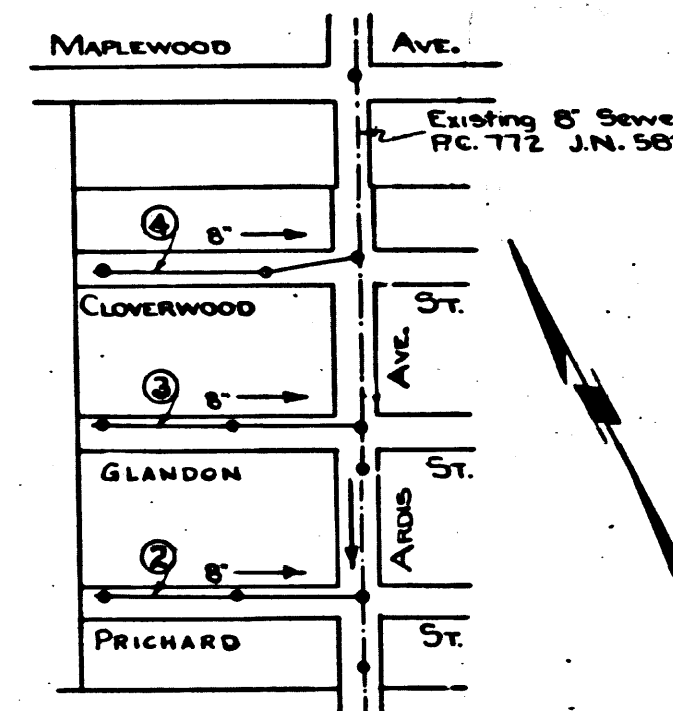 MAPLEWOOD AVE.
Existing 8" Sewe
P.C. 772 J.N. 58
4 8"
CLOVERWOOD ST.
AVE.
3 8"
GLANDON ST.
ARDIS
2 8"
PRICHARD ST.